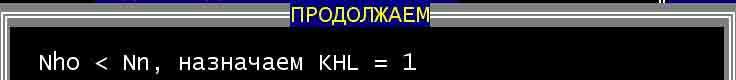 ПРОДОЛЖАЕМ
Nho < Nn, назначаем KHL = 1